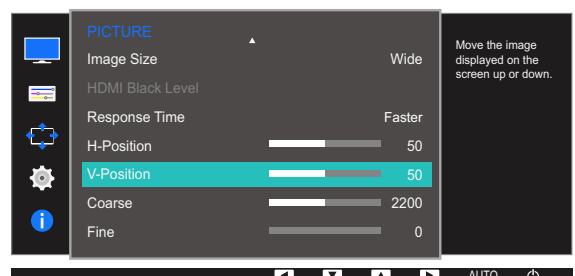 PICTURE
Image Size Wide
HDMI Black Level
Response Time Faster
H-Position 50
V-Position 50
Coarse 2200
Fine 0
Move the image
displayed on the
screen up or down.
AUTO